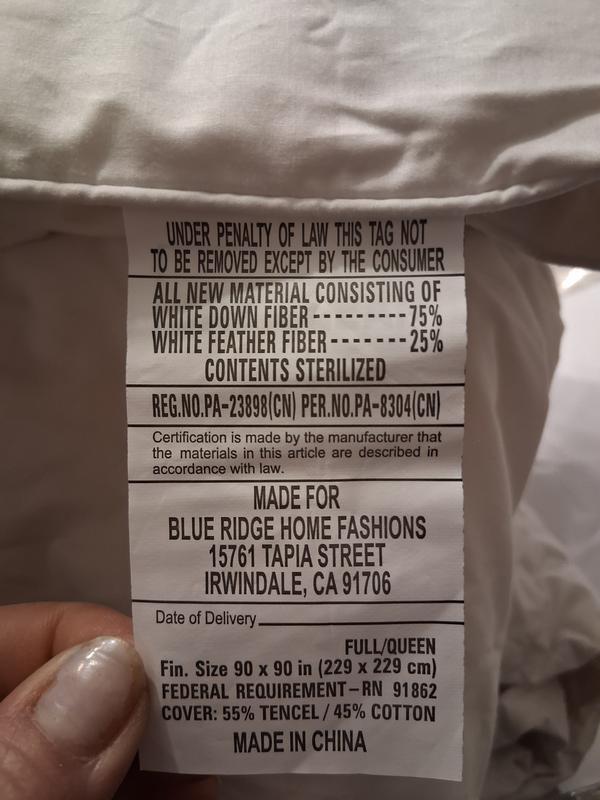 UNDER PENALTY OF LAW THIS TAG NOT
TO BE REMOVED EXCEPT BY THE CONSUMER
ALL NEW MATERIAL CONSISTING OF
WHITE DOWN FIBER ---------75%
WHITE FEATHER FIBER -------25%
CONTENTS STERILIZED
REG.NO.PA-23898(CN) PER.NO.PA-8304(CN)
Certification is made by the manufacturer that
the materials in this article are described in
accordance with law.
MADE FOR
BLUE RIDGE HOME FASHIONS
15761 TAPIA STREET
IRWINDALE, CA 91706
Date of Delivery
FULL/QUEEN
Fin. Size 90 x 90 in (229 x 229 cm)
FEDERAL REQUIREMENT-RN 91862
COVER: 55% TENCEL / 45% COTTON
MADE IN CHINA